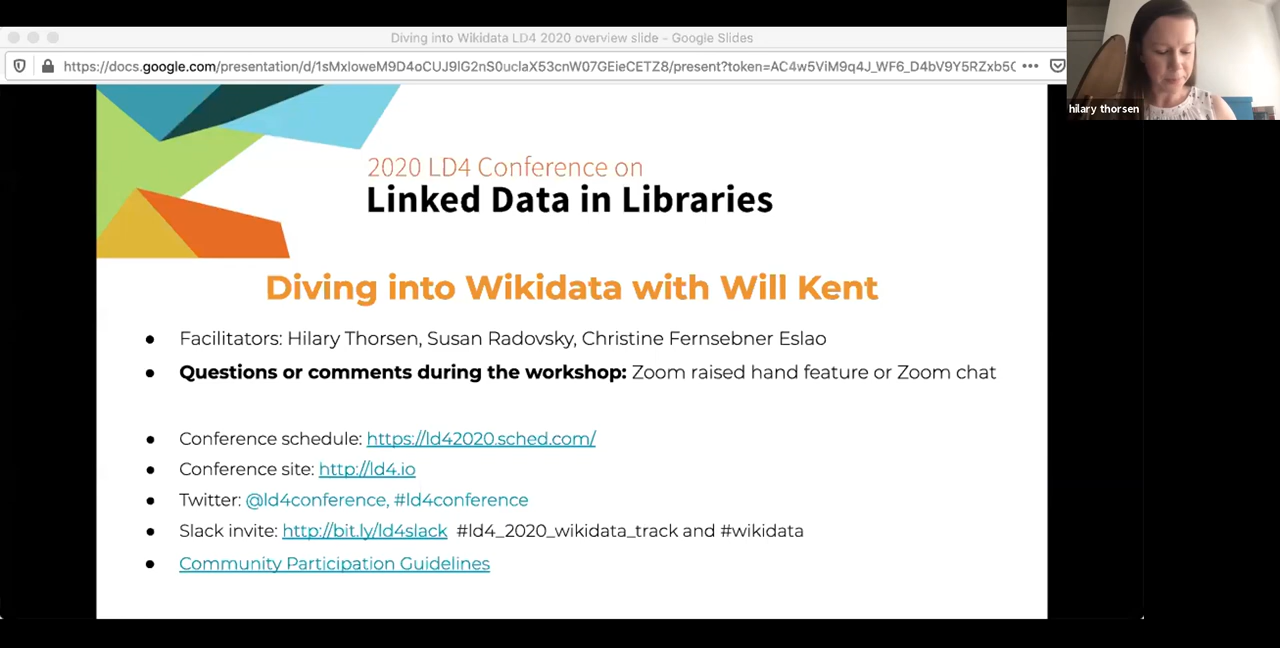 Diving into Wikidata LD4 2020 overview slide – Google Slides
https://docs.google.com/presentation/d/1sMxIoweM9D4oCUJ9lG2nS0uclaX53cnW07GEieCETZ8/present?token=AC4w5ViM9q4J_WF6_D4bV9Y5RZxb5C
hilary thorsen
2020 LD4 Conference on
Linked Data in Libraries
Diving into Wikidata with Will Kent
Facilitators: Hilary Thorsen, Susan Radovsky, Christine Fernsebner Eslao
Questions or comments during the workshop: Zoom raised hand feature or Zoom chat
Conference schedule: https://ld42020.sched.com/
Conference site: http://ld4.io
Twitter: @ld4conference, #ld4conference
Slack invite: http://bit.ly/ld4slack #ld4_2020_wikidata_track and #wikidata
Community Participation Guidelines